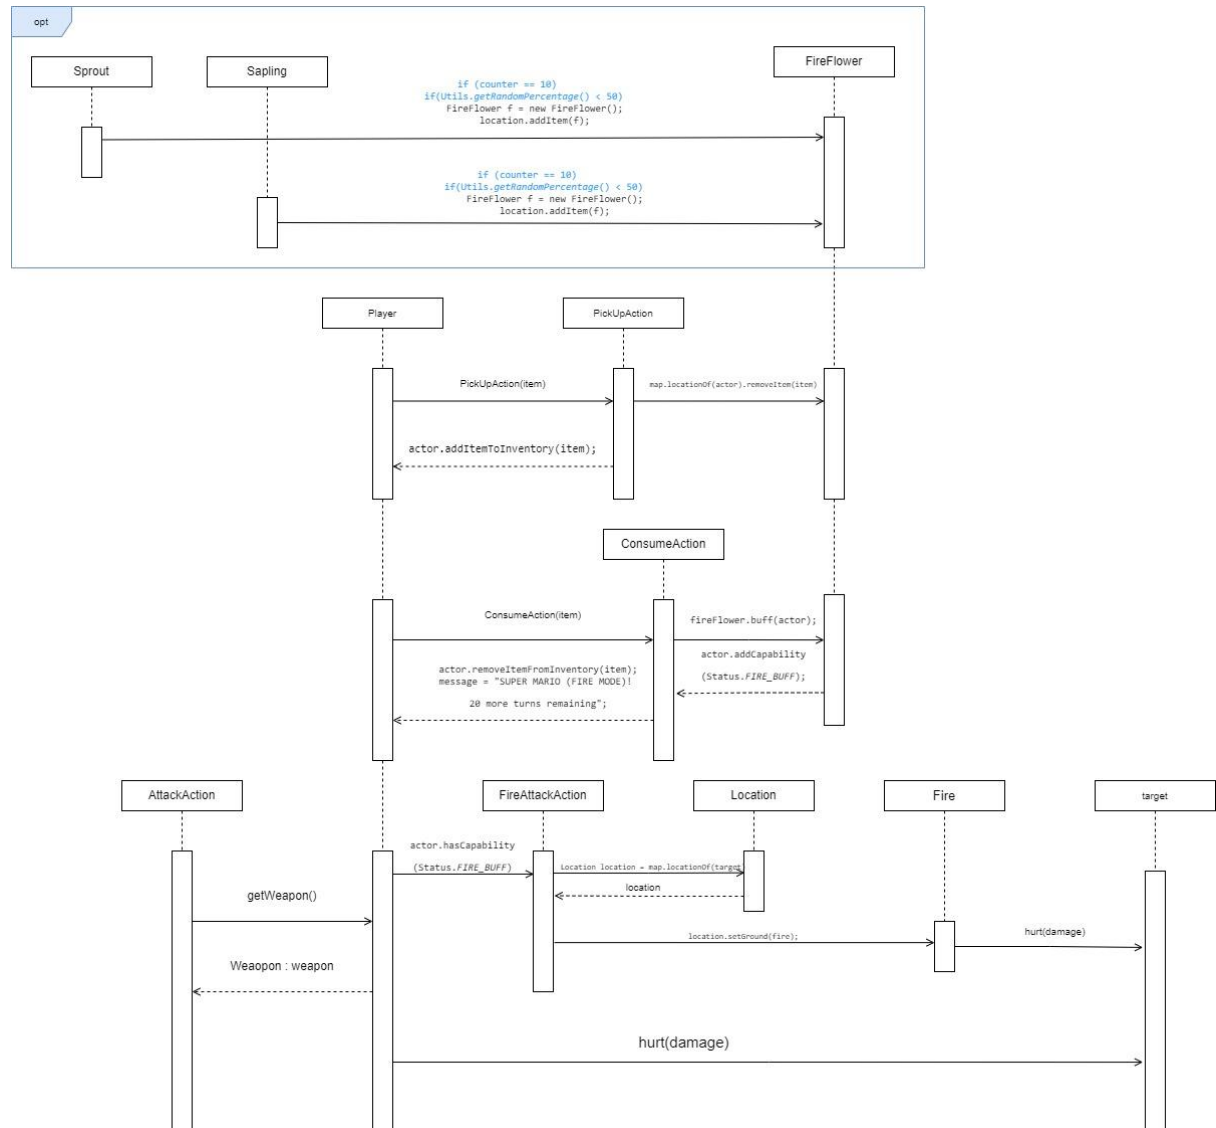 opt
Sprout
Sapling
FireFlower
if (counter == 10)
if(Utils.getRandomPercentage() < 50)
FireFlower f = new FireFlower();
location.addItem(f);
if (counter == 10)
if(Utils.getRandomPercentage() < 50)
FireFlower f = new FireFlower();
location.addItem(f);
Player
PickUpAction
PickUpAction(item)
map.locationOf(actor).removeItem(item)
actor.addItemToInventory(item);
ConsumeAction
ConsumeAction(item)
fireFlower.buff(actor);
actor.addCapability
(Status.FIRE_BUFF);
actor.removeItemFromInventory(item);
message = "SUPER MARIO (FIRE MODE)!
20 more turns remaining";
AttackAction
FireAttackAction
Location
Fire
target
actor.hasCapability
(Status.FIRE_BUFF)
Location location = map.locationOf(target
location
getWeapon()
location.setGround(fire);
hurt(damage)
Weaopon : weapon
hurt(damage)